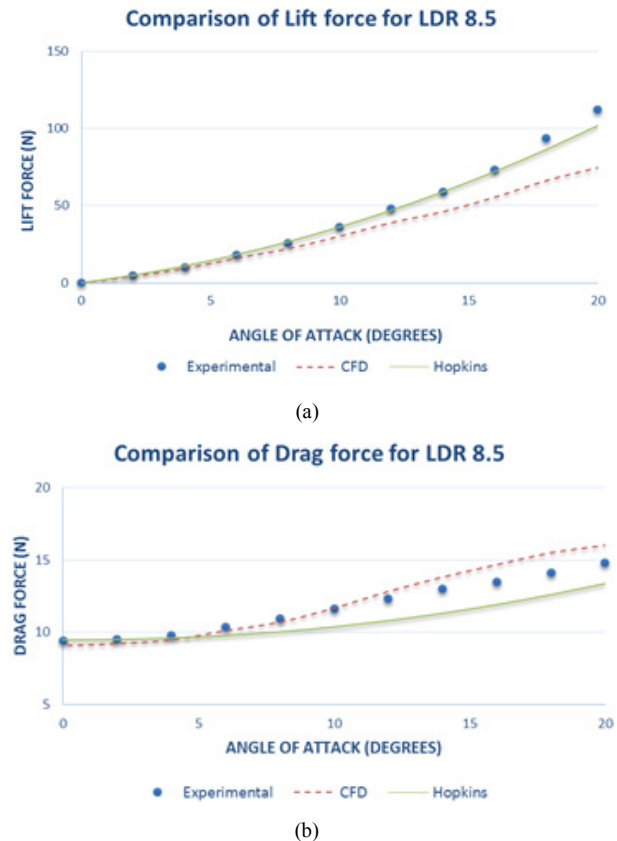 Comparison of Lift force for LDR 8.5
150
100
50
0
LIFT FORCE (N)
0 5 10 15 20
ANGLE OF ATTACK (DEGREES)
Experimental CFD Hopkins
(a)
Comparison of Drag force for LDR 8.5
20
15
10
5
DRAG FORCE (N)
0 5 10 15 20
ANGLE OF ATTACK (DEGREES)
Experimental CFD Hopkins
(b)